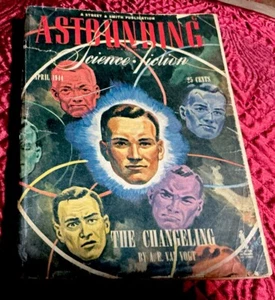 A STREET & SMITH PUBLICATION
ASTOUNDING
Science-Fiction
APRIL 1944
25 CENTS
THE CHANGELING
BY A. E. VAN VOGT